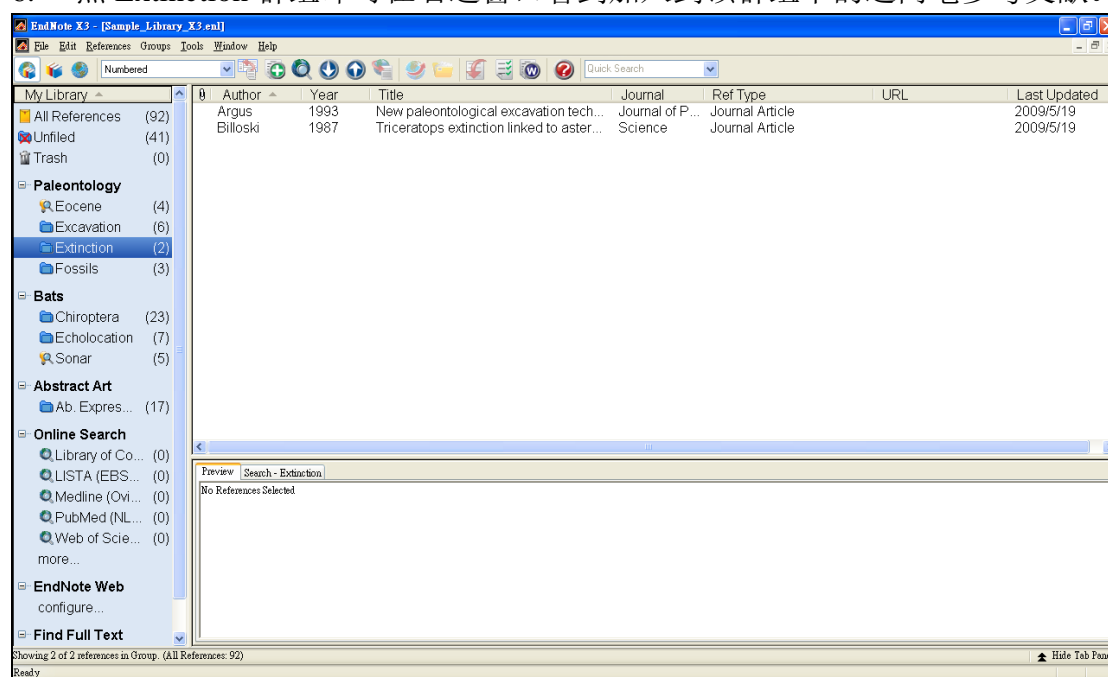 EndNote X3 - [Sample_Library_X3.enl]
File Edit References Groups Tools Window Help
Numbered
Quick Search
My Library
All References (92)
Unfiled (41)
Trash (0)
Paleontology
Eocene (4)
Excavation (6)
Extinction (2)
Fossils (3)
Bats
Chiroptera (23)
Echolocation (7)
Sonar (5)
Abstract Art
Ab. Expres... (17)
Online Search
Library of Co... (0)
LISTA (EBS... (0)
Medline (Ovi... (0)
PubMed (NL... (0)
Web of Scie... (0)
more...
EndNote Web
configure...
Find Full Text
Author Year Title Journal Ref Type URL Last Updated
Argus 1993 New paleontological excavation tech... Journal of P... Journal Article 2009/5/19
Billoski 1987 Triceratops extinction linked to aster... Science Journal Article 2009/5/19
Preview Search - Extinction
No References Selected
Showing 2 of 2 references in Group. (All References: 92)
Hide Tab Pane
Ready